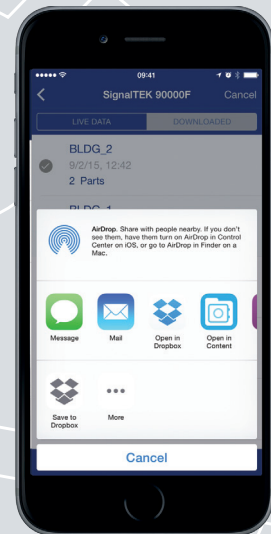 09:41
SignalTEK 90000F
Cancel
LIVE DATA
DOWNLOADED
BLDG_2
9/2/15, 12:42
2 Parts
BLDG_1
AirDrop. Share with people nearby. If you don't
see them, have them turn on AirDrop in Control
Center on iOS, or go to AirDrop in Finder on a
Mac.
Message
Mail
Open in
Dropbox
Open in
Content
Save to
Dropbox
More
Cancel